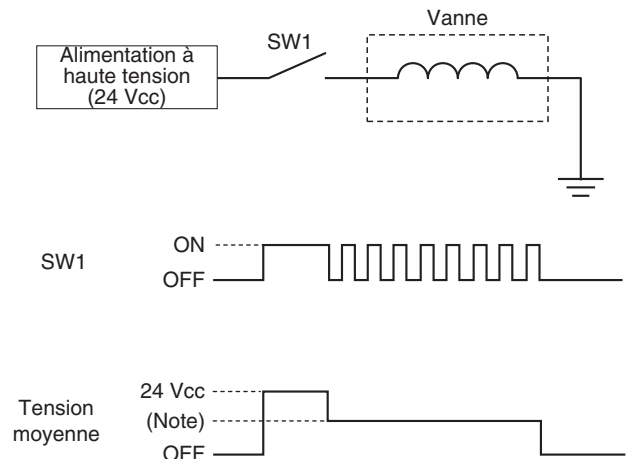 Vanne
SW1
Alimentation à
haute tension
(24 Vcc)
SW1
ON
OFF
Tension
moyenne
24 Vcc
(Note)
OFF